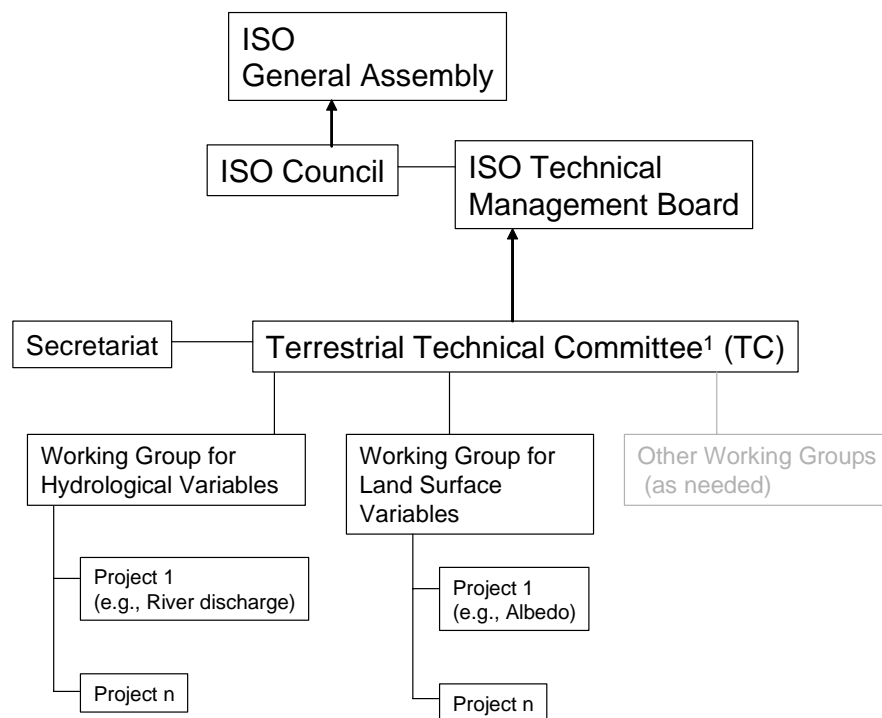 ISO
General Assembly
ISO Council
ISO Technical
Management Board
Secretariat
Terrestrial Technical Committee¹ (TC)
Working Group for
Hydrological Variables
Working Group for
Land Surface
Variables
Other Working Groups
(as needed)
Project 1
(e.g., River discharge)
Project n
Project 1
(e.g., Albedo)
Project n